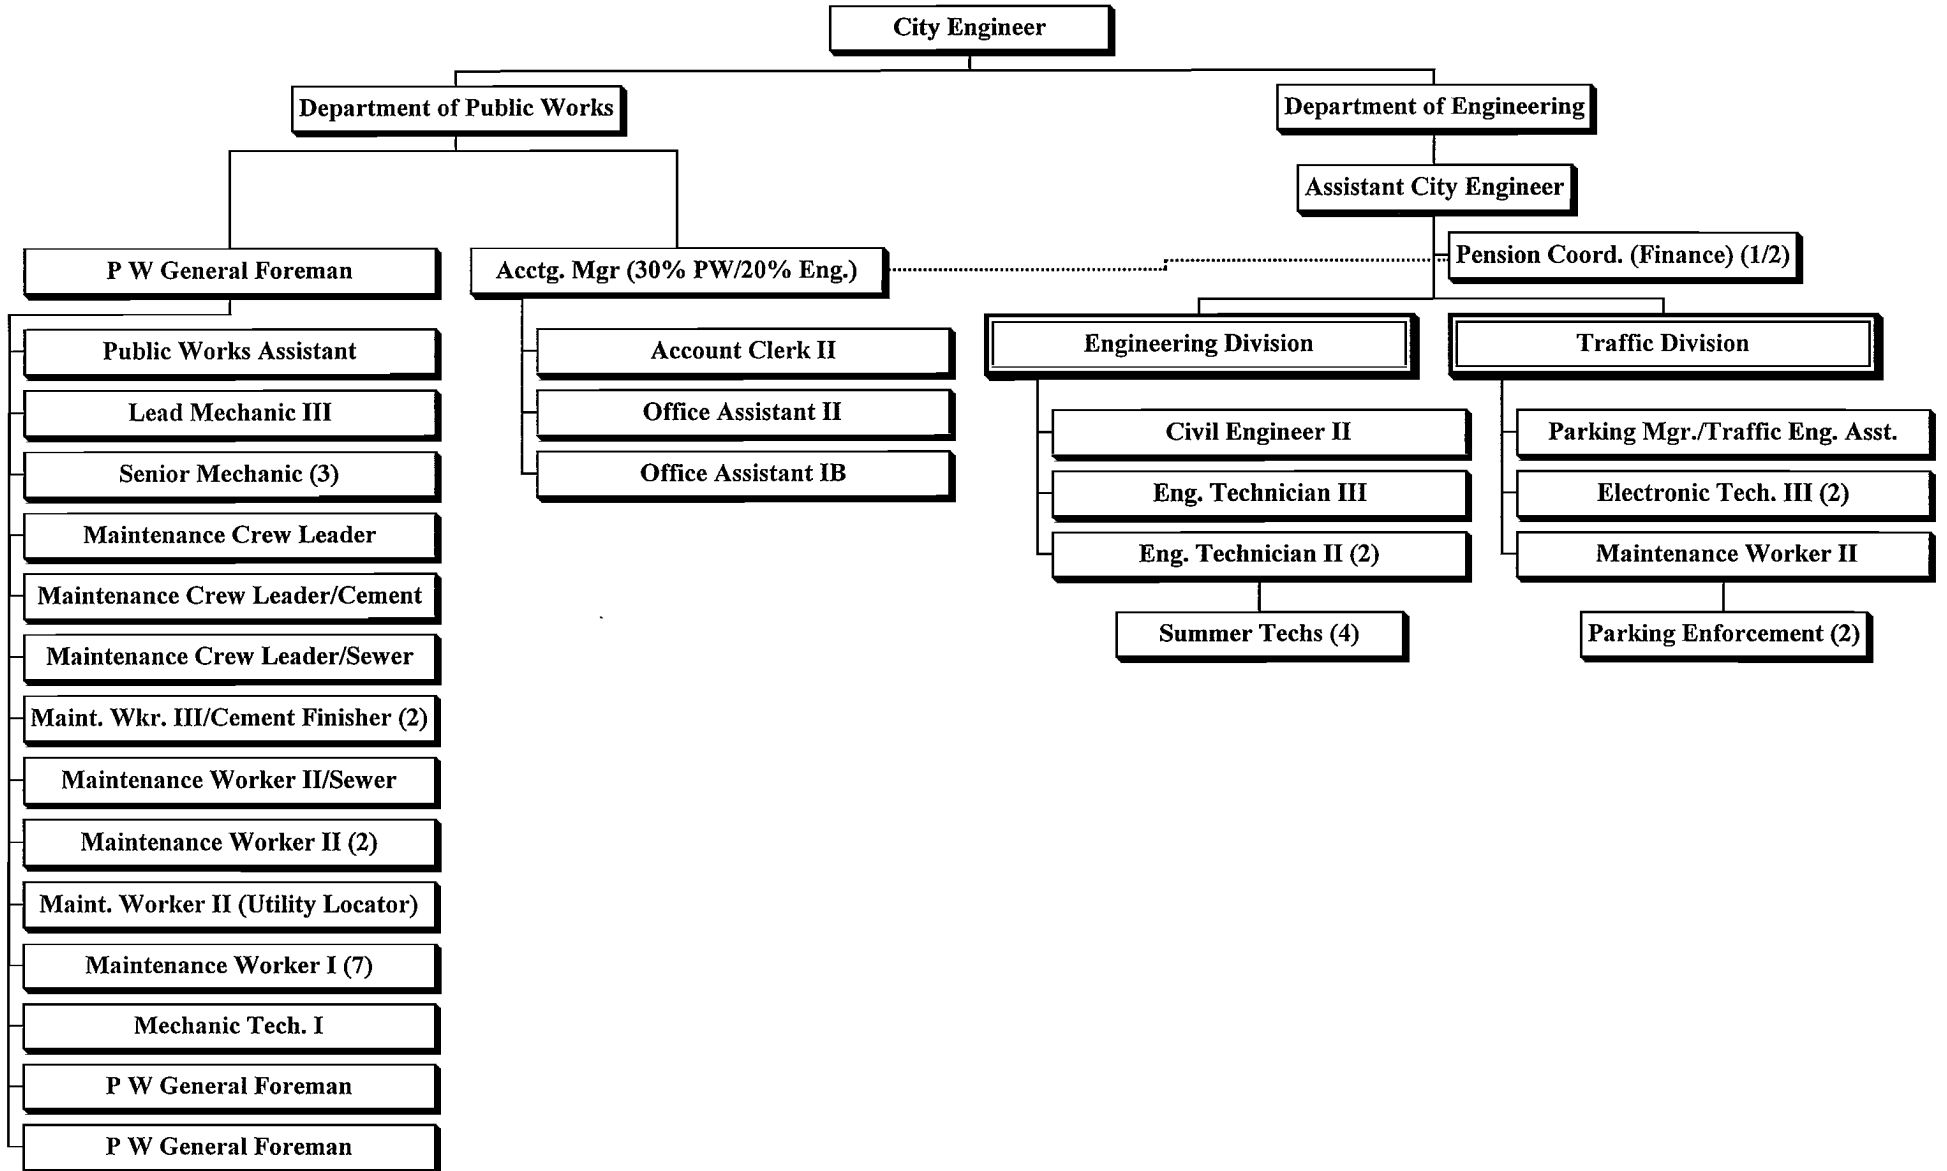 City Engineer
Department of Public Works
Department of Engineering
Assistant City Engineer
Pension Coord. (Finance) (1/2)
P W General Foreman
Acctg. Mgr (30% PW/20% Eng.)
Public Works Assistant
Lead Mechanic III
Senior Mechanic (3)
Maintenance Crew Leader
Maintenance Crew Leader/Cement
Maintenance Crew Leader/Sewer
Maint. Wkr. III/Cement Finisher (2)
Maintenance Worker II/Sewer
Maintenance Worker II (2)
Maint. Worker II (Utility Locator)
Maintenance Worker I (7)
Mechanic Tech. I
P W General Foreman
P W General Foreman
Account Clerk II
Office Assistant II
Office Assistant IB
Engineering Division
Civil Engineer II
Eng. Technician III
Eng. Technician II (2)
Summer Techs (4)
Traffic Division
Parking Mgr./Traffic Eng. Asst.
Electronic Tech. III (2)
Maintenance Worker II
Parking Enforcement (2)